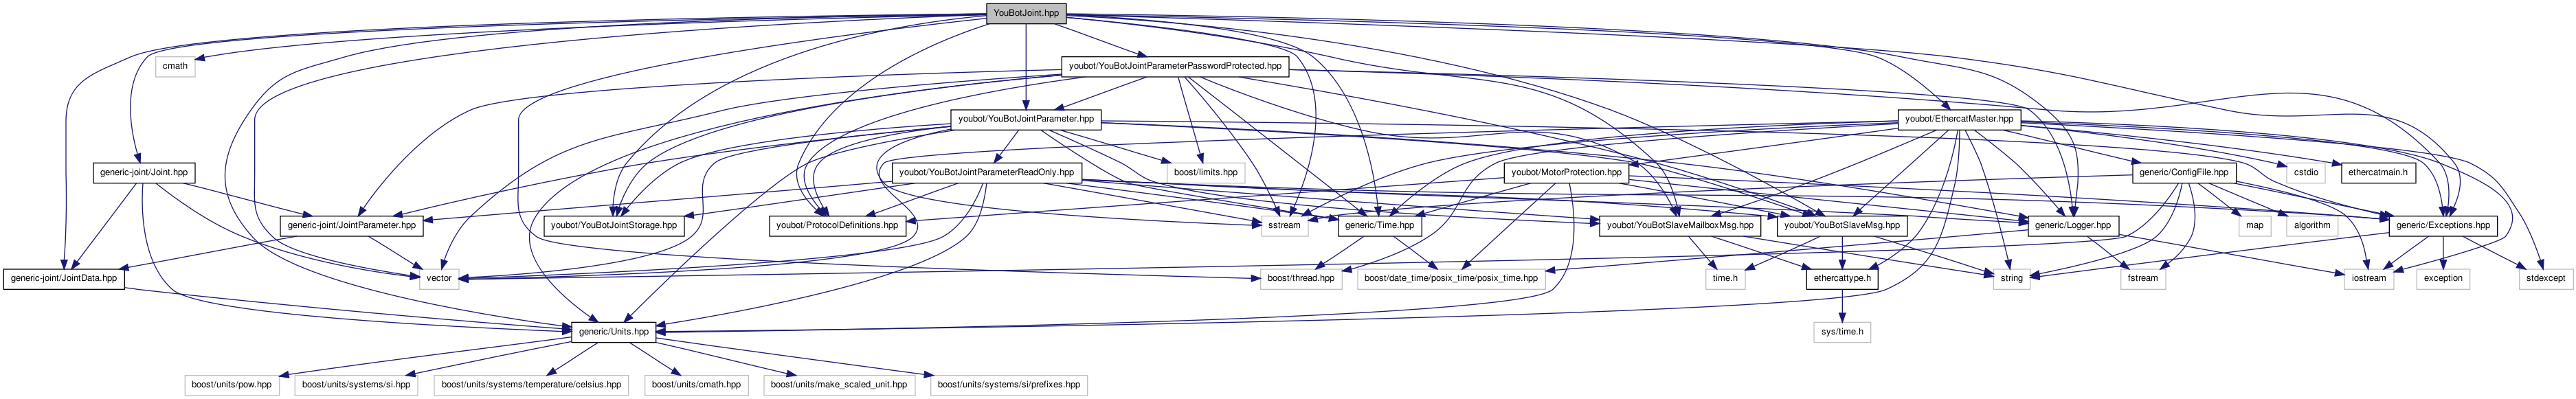 YouBotJoint.hpp
cmath
youbot/YouBotJointParameterPasswordProtected.hpp
youbot/YouBotJointParameter.hpp
youbot/EthercatMaster.hpp
generic-joint/Joint.hpp
youbot/YouBotJointParameterReadOnly.hpp
boost/limits.hpp
youbot/MotorProtection.hpp
generic/ConfigFile.hpp
cstdio
ethercatmain.h
generic-joint/JointParameter.hpp
youbot/YouBotJointStorage.hpp
youbot/ProtocolDefinitions.hpp
sstream
generic/Time.hpp
youbot/YouBotSlaveMailboxMsg.hpp
youbot/YouBotSlaveMsg.hpp
generic/Logger.hpp
map
algorithm
generic/Exceptions.hpp
generic-joint/JointData.hpp
vector
boost/thread.hpp
boost/date_time/posix_time/posix_time.hpp
time.h
ethercattype.h
string
fstream
iostream
exception
stdexcept
generic/Units.hpp
sys/time.h
boost/units/pow.hpp
boost/units/systems/si.hpp
boost/units/systems/temperature/celsius.hpp
boost/units/cmath.hpp
boost/units/make_scaled_unit.hpp
boost/units/systems/si/prefixes.hpp